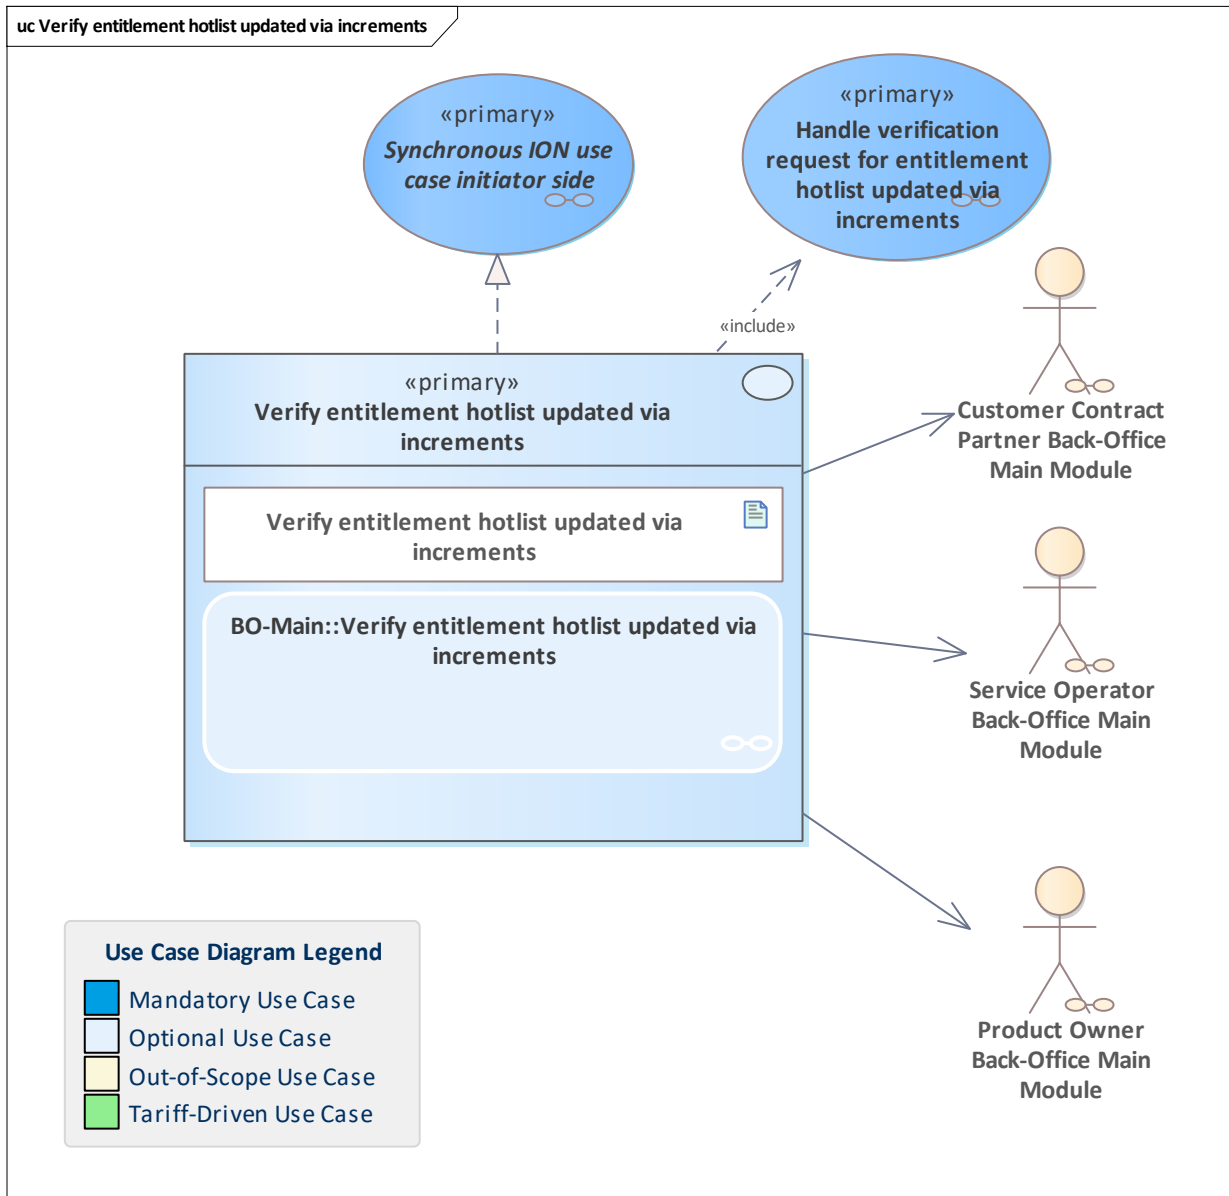 uc Verify entitlement hotlist updated via increments
«primary»
Synchronous ION use
case initiator side
«primary»
Handle verification
request for entitlement
hotlist updated via
increments
«include»
«primary»
Verify entitlement hotlist updated via
increments
Verify entitlement hotlist updated via
increments
BO-Main::Verify entitlement hotlist updated via
increments
Customer Contract
Partner Back-Office
Main Module
Service Operator
Back-Office Main
Module
Product Owner
Back-Office Main
Module
Use Case Diagram Legend
Mandatory Use Case
Optional Use Case
Out-of-Scope Use Case
Tariff-Driven Use Case